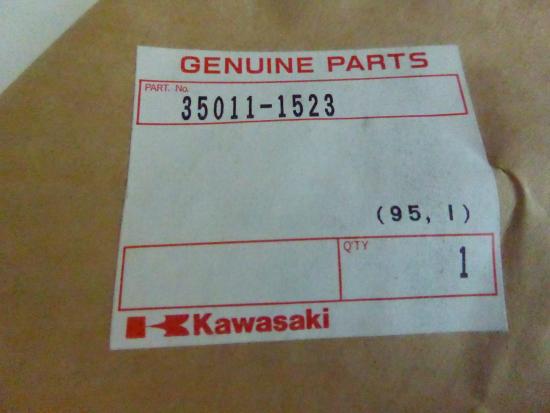 GENUINE PARTS
PART. No.
35011-1523
(95, 1)
Q'TY
1
Kawasaki